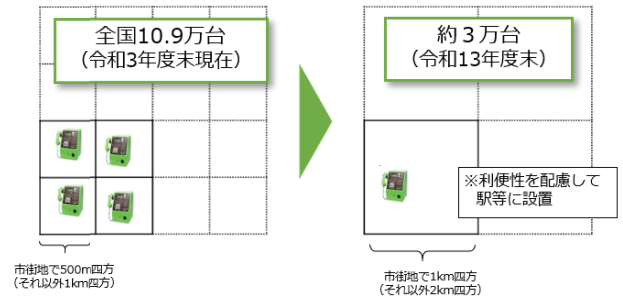 全国10.9万台
（令和3年度末現在）
約３万台
（令和13年度末）
※利便性を配慮して
駅等に設置
市街地で500m四方
（それ以外1km四方）
市街地で1km四方
（それ以外2km四方）